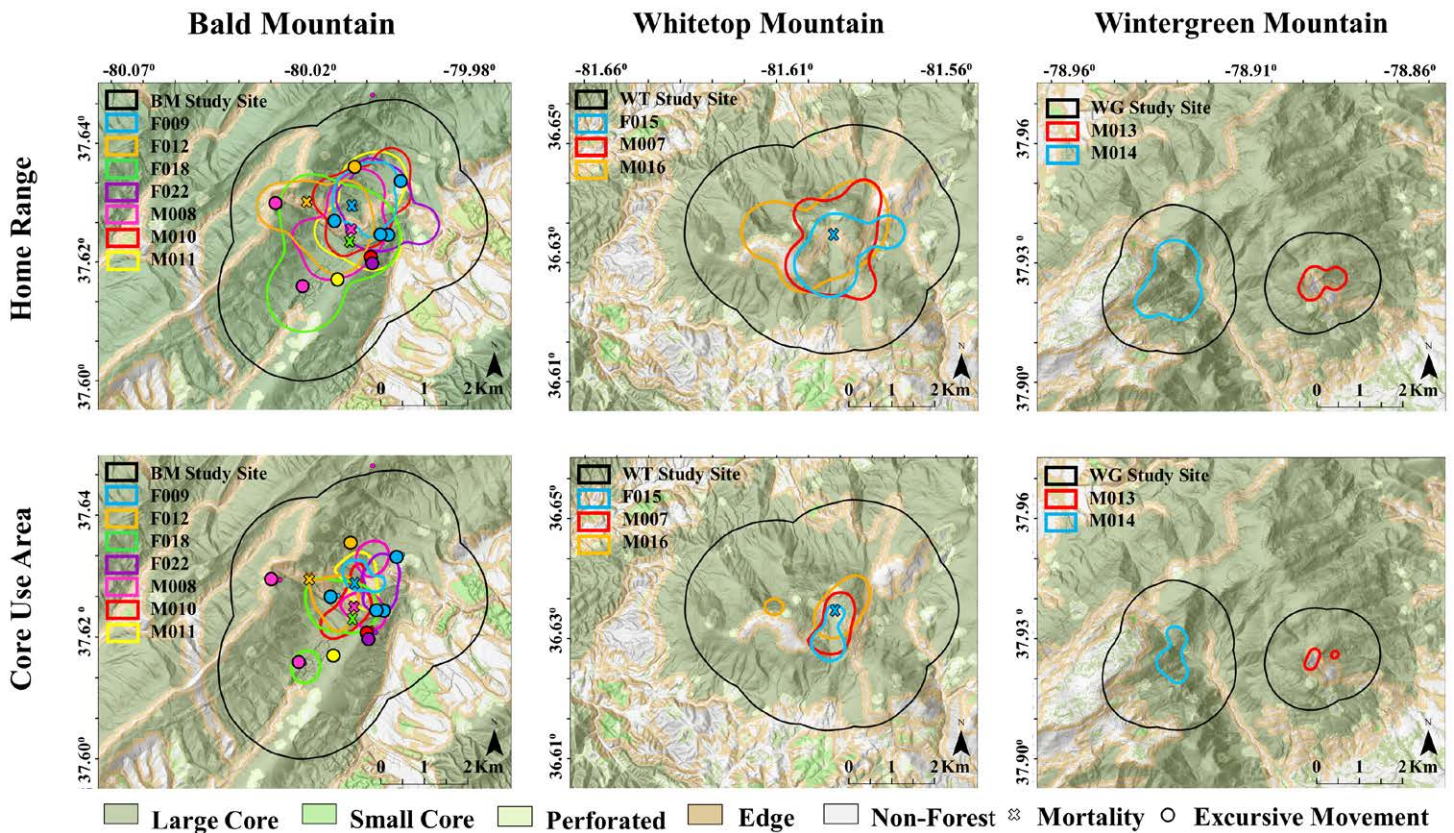 Bald Mountain
Whitetop Mountain
Wintergreen Mountain
Home Range
-80.07° -80.02° -79.98°
37.64°
37.62°
37.60°
BM Study Site
F009
F012
F018
F022
M008
M010
M011
N
0 1 2 Km
-81.66° -81.61° -81.56°
36.65°
36.63°
36.61°
WT Study Site
F015
M007
M016
N
0 1 2 Km
-78.96° -78.91° -78.86°
37.96°
37.93°
37.90°
WG Study Site
M013
M014
N
0 1 2 Km
Core Use Area
37.64°
37.62°
37.60°
BM Study Site
F009
F012
F018
F022
M008
M010
M011
N
0 1 2 Km
36.65°
36.63°
36.61°
WT Study Site
F015
M007
M016
N
0 1 2 Km
37.96°
37.93°
37.90°
WG Study Site
M013
M014
N
0 1 2 Km
Large Core Small Core Perforated Edge Non-Forest Mortality Excursive Movement